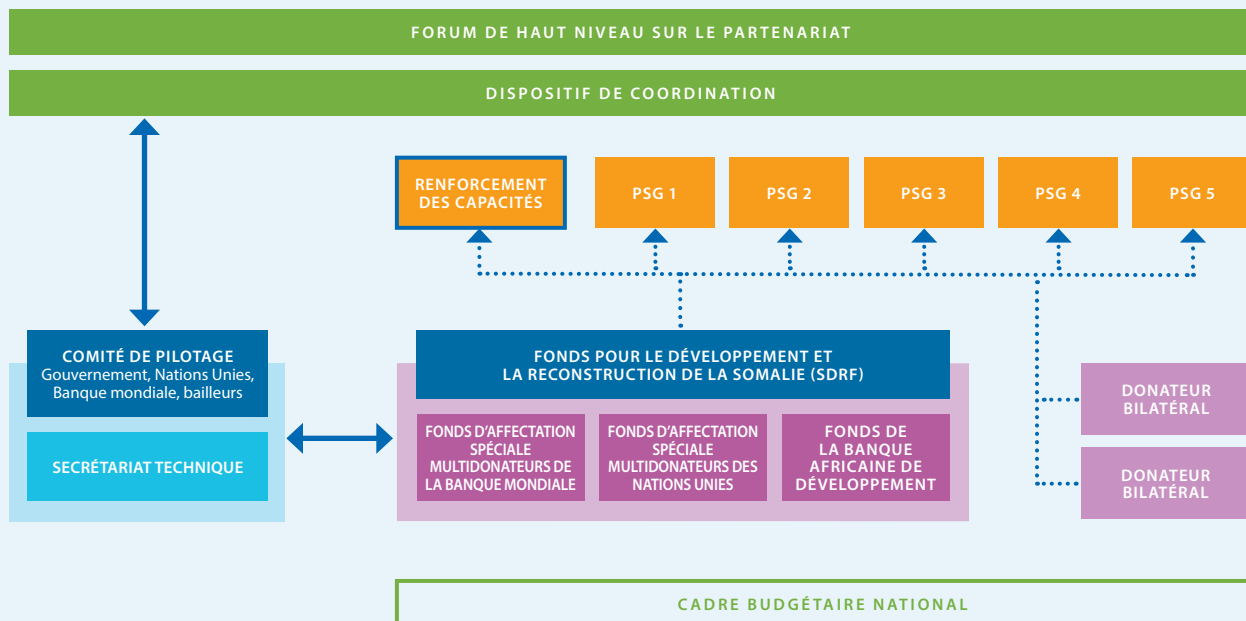 FORUM DE HAUT NIVEAU SUR LE PARTENARIAT
DISPOSITIF DE COORDINATION
RENFORCEMENT
DES CAPACITÉS
PSG 1
PSG 2
PSG 3
PSG 4
PSG 5
COMITÉ DE PILOTAGE
Gouvernement, Nations Unies,
Banque mondiale, bailleurs
SECRÉTARIAT TECHNIQUE
FONDS POUR LE DÉVELOPPEMENT ET
LA RECONSTRUCTION DE LA SOMALIE (SDRF)
FONDS D'AFFECTATION
SPÉCIALE
MULTIDONATEURS DE
LA BANQUE MONDIALE
FONDS D'AFFECTATION
SPÉCIALE
MULTIDONATEURS DES
NATIONS UNIES
FONDS DE
LA BANQUE
AFRICAINE DE
DÉVELOPPEMENT
DONATEUR
BILATÉRAL
DONATEUR
BILATÉRAL
CADRE BUDGÉTAIRE NATIONAL